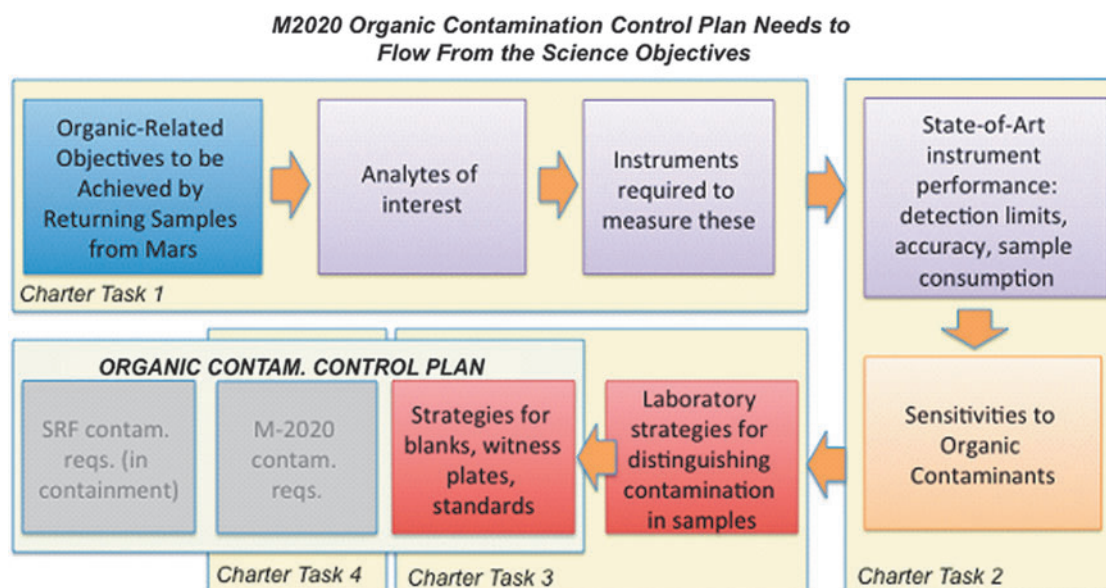 M2020 Organic Contamination Control Plan Needs to
Flow From the Science Objectives
Organic-Related
Objectives to be
Achieved by
Returning Samples
from Mars
Analytes of
interest
Instruments
required to
measure these
Charter Task 1
State-of-Art
instrument
performance:
detection limits,
accuracy, sample
consumption
ORGANIC CONTAM. CONTROL PLAN
SRF contam.
reqs. (in
containment)
M-2020
contam.
reqs.
Strategies for
blanks, witness
plates,
standards
Laboratory
strategies for
distinguishing
contamination
in samples
Sensitivities to
Organic
Contaminants
Charter Task 4
Charter Task 3
Charter Task 2